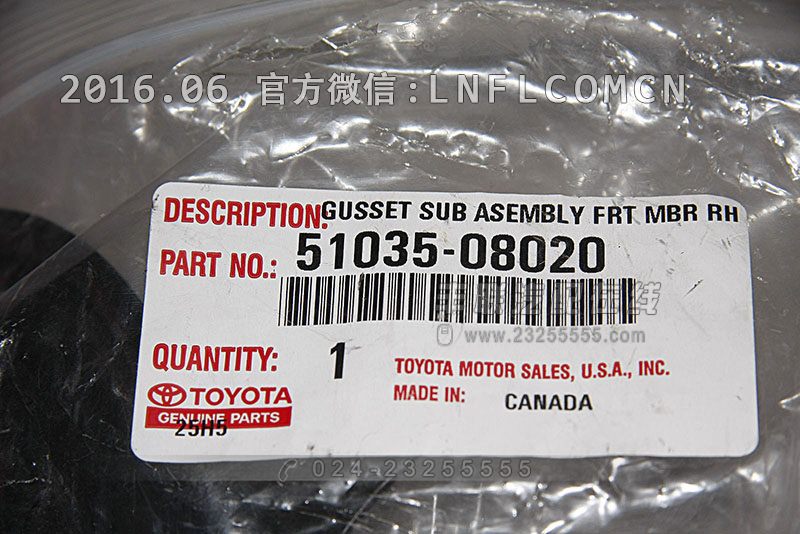 2016.06 官方微信:LNFLCOMCN
DESCRIPTION: GUSSET SUB ASEMBLY FRT MBR RH
PART NO.: 51035-08020
www.23255555.com
QUANTITY: 1
TOYOTA MOTOR SALES, U.S.A., INC.
MADE IN: CANADA
TOYOTA
GENUINE PARTS
25H5
024-23255555